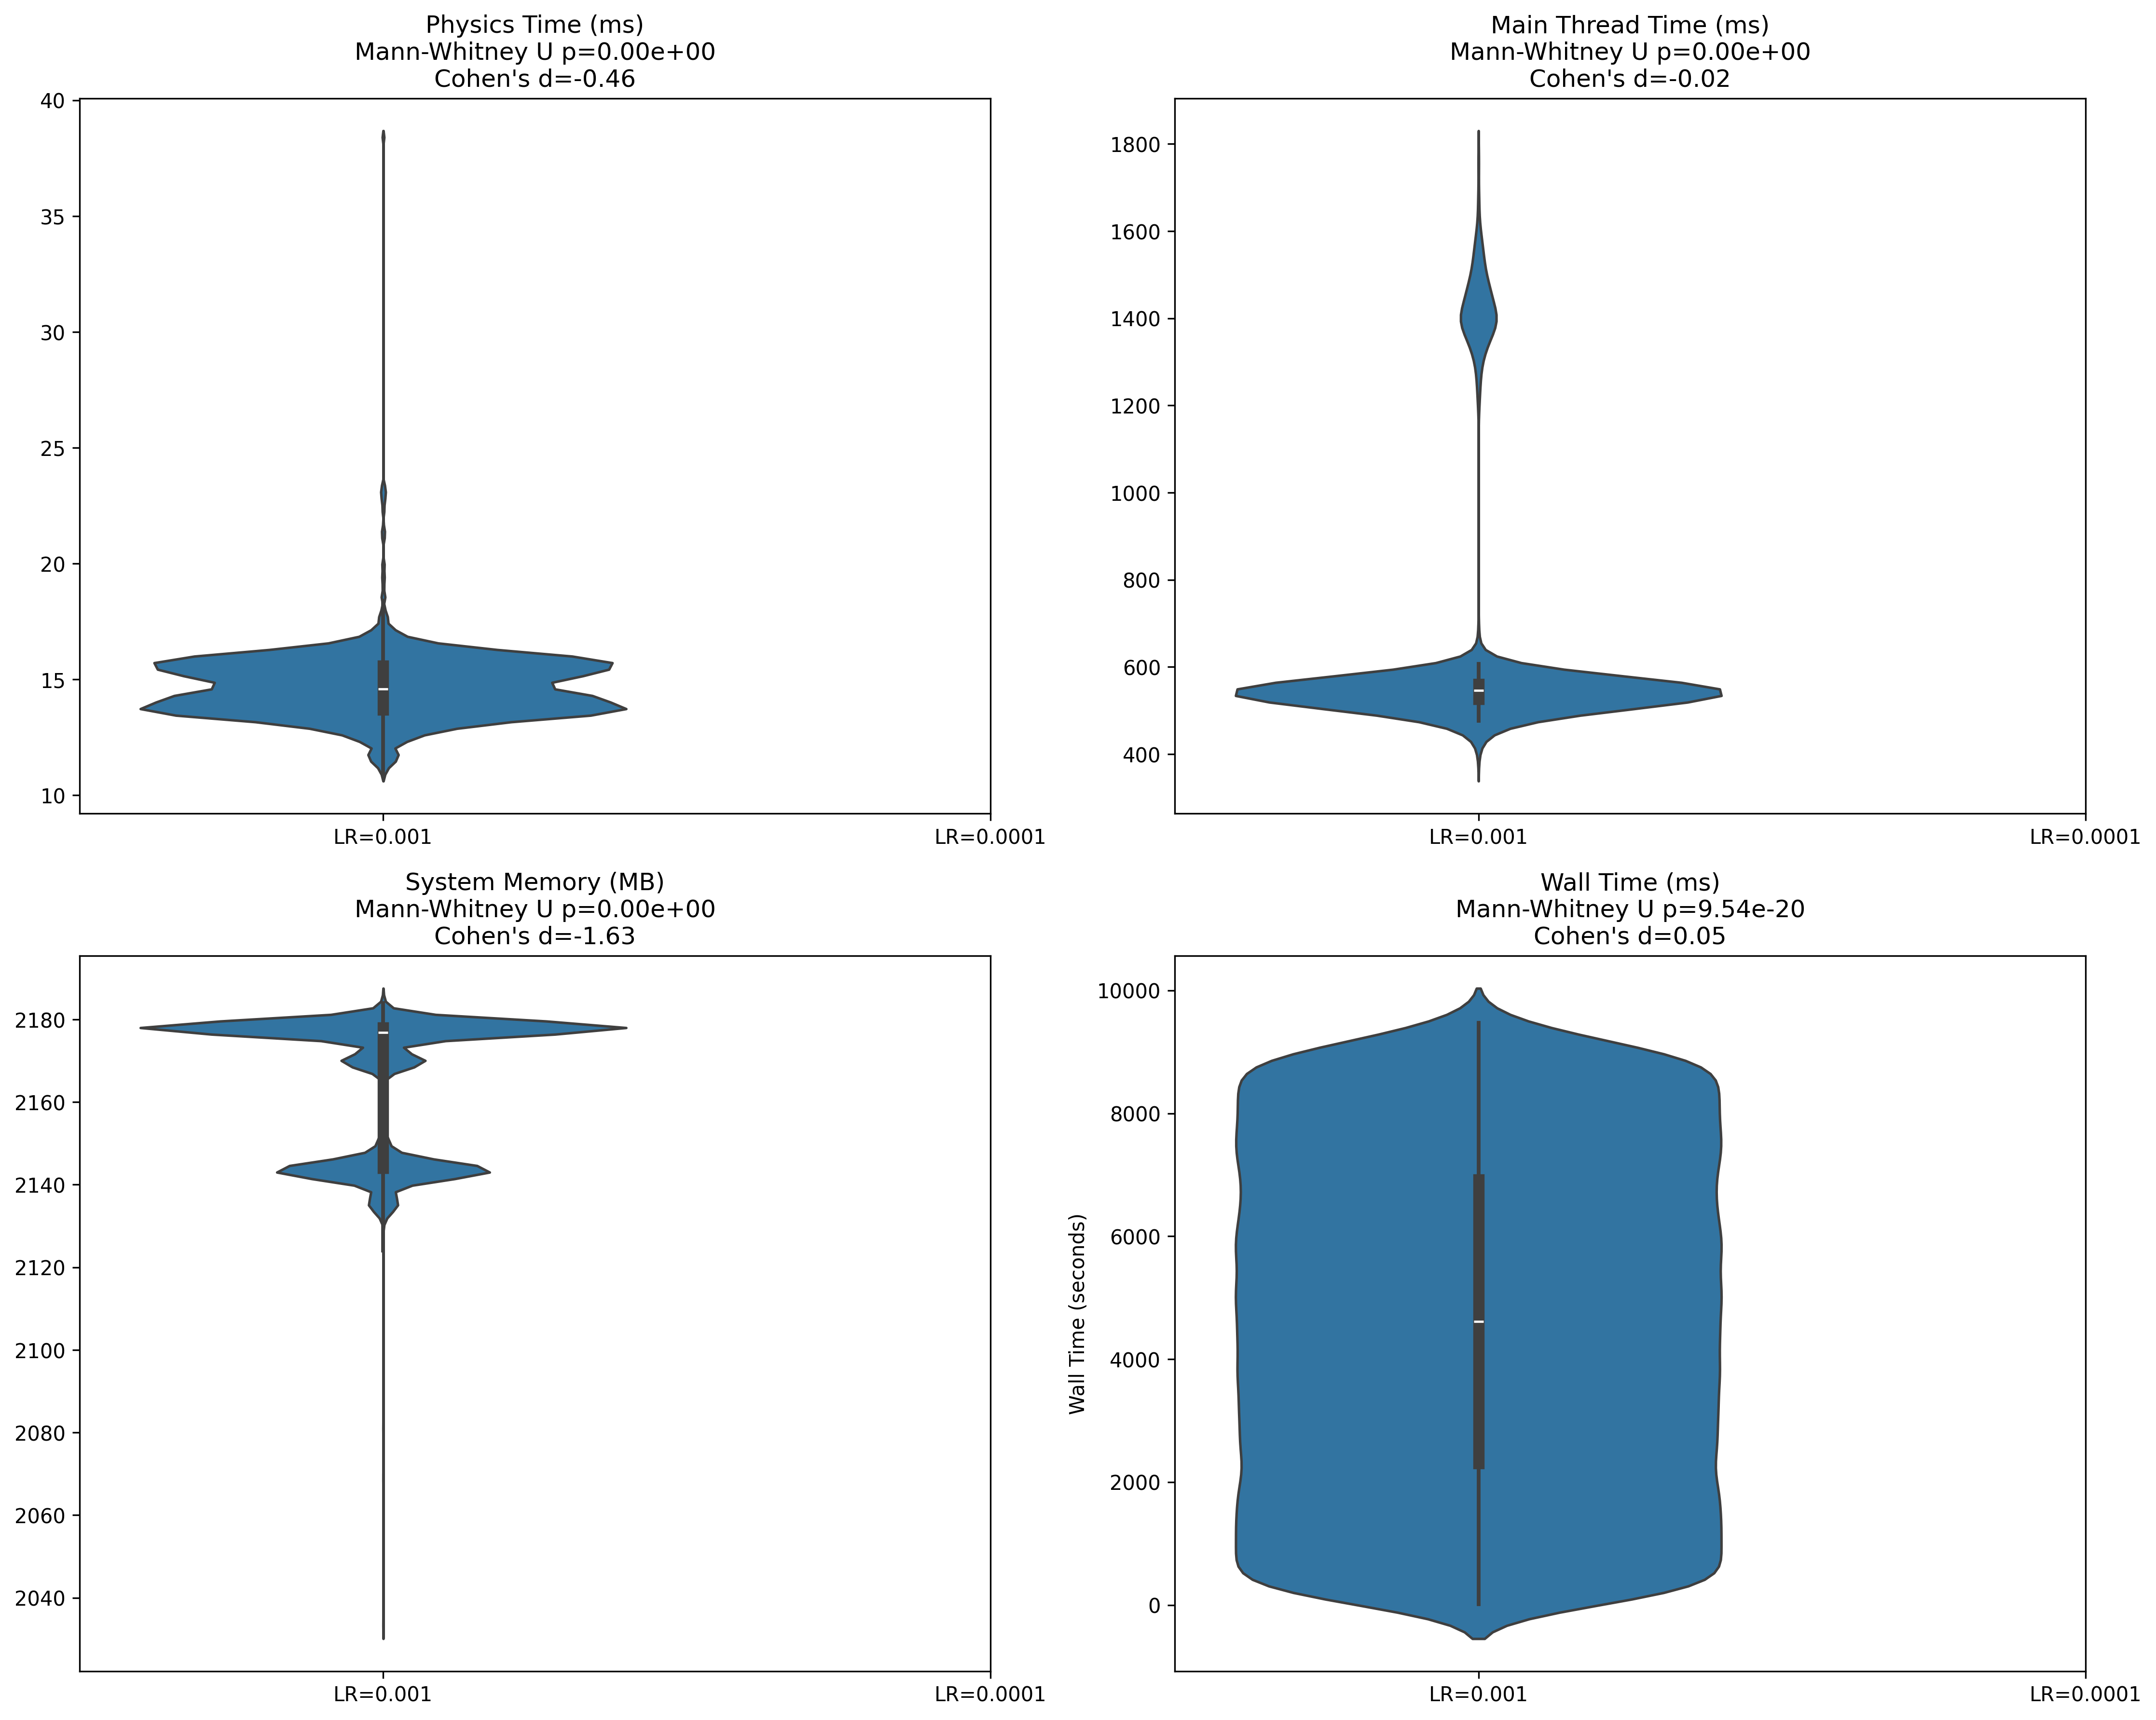 Physics Time (ms)
Mann-Whitney U p=0.00e+00
Cohen's d=-0.46
40
35
30
25
20
15
10
LR=0.001
LR=0.0001
Main Thread Time (ms)
Mann-Whitney U p=0.00e+00
Cohen's d=-0.02
1800
1600
1400
1200
1000
800
600
400
LR=0.001
LR=0.0001
System Memory (MB)
Mann-Whitney U p=0.00e+00
Cohen's d=-1.63
2180
2160
2140
2120
2100
2080
2060
2040
LR=0.001
LR=0.0001
Wall Time (ms)
Mann-Whitney U p=9.54e-20
Cohen's d=0.05
Wall Time (seconds)
10000
8000
6000
4000
2000
0
LR=0.001
LR=0.0001